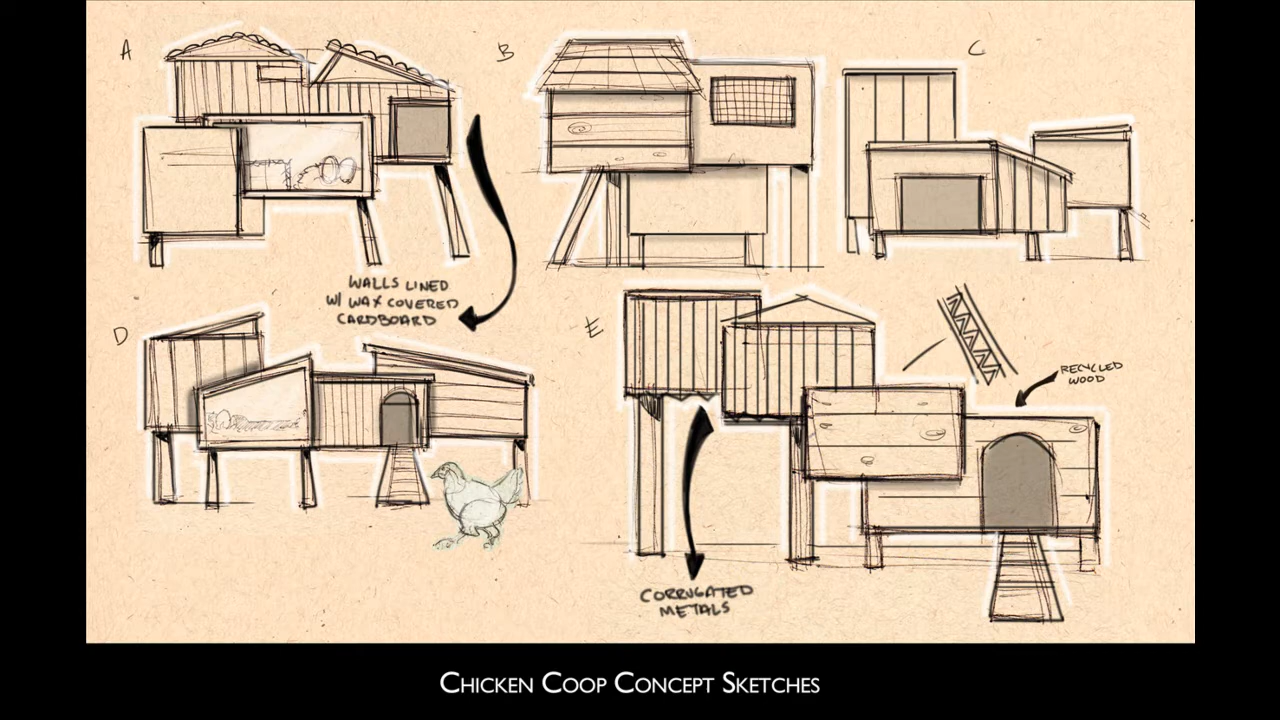 A
B
C
WALLS LINED
W/ WAX COVERED
CARDBOARD
D
E
RECYCLED
WOOD
CORRUGATED
METALS
CHICKEN COOP CONCEPT SKETCHES